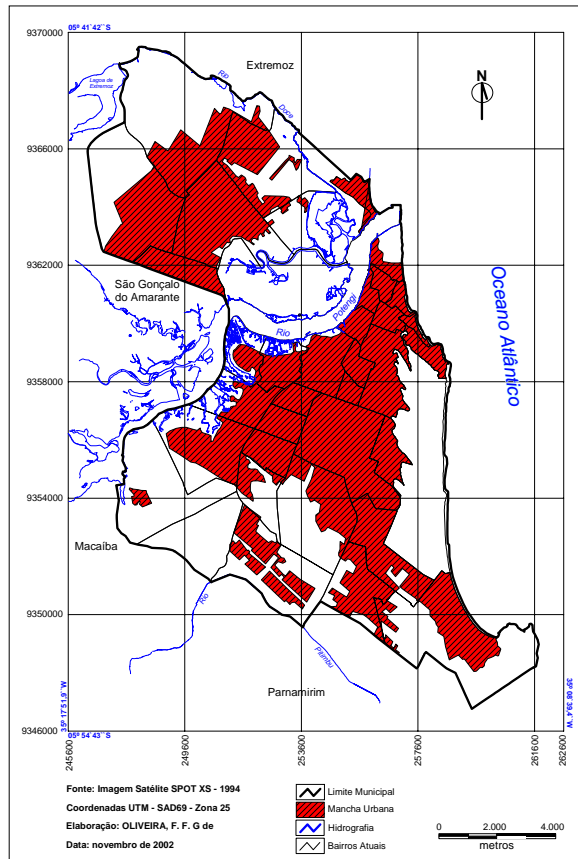 05º 41´ 42´´ S
9370000
Extremoz
Lagoa de
Extremoz
Rio
Doce
N
9366000
9362000
São Gonçalo
do Amarante
Rio
Potengi
Oceano Atlântico
9358000
9354000
Macaíba
9350000
Rio
Pitimbu
Parnamirim
9346000
35º 17´ 51,9´´ W
05º 54´ 43´´ S
35º 08´ 39,4´´ W
245600
249600
253600
257600
261600
262600
Fonte: Imagem Satélite SPOT XS - 1994
Coordenadas UTM - SAD69 - Zona 25
Elaboração: OLIVEIRA, F. F. G de
Data: novembro de 2002
Limite Municipal
Mancha Urbana
Hidrografia
Bairros Atuais
0 2.000 4.000
metros